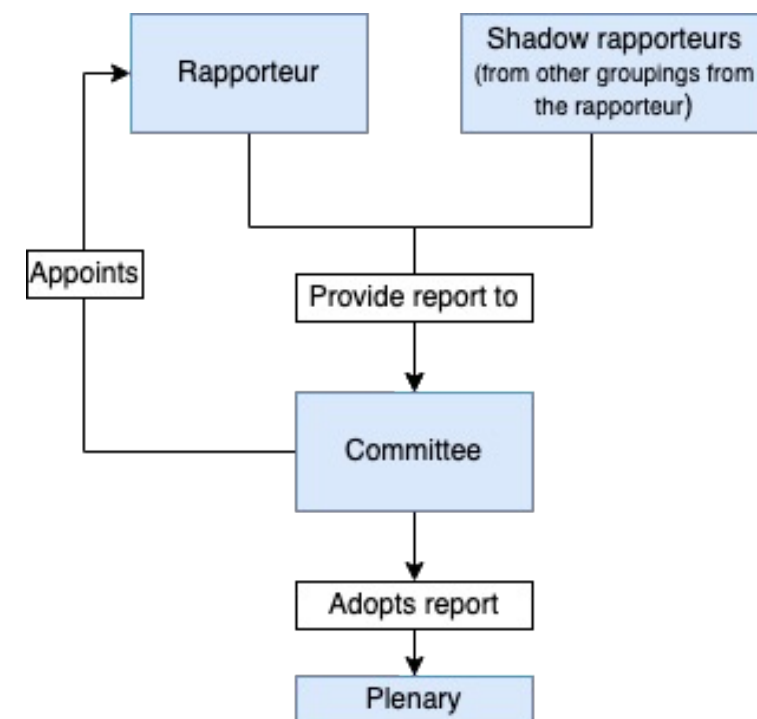 Rapporteur
Shadow rapporteurs
(from other groupings from
the rapporteur)
Appoints
Provide report to
Committee
Adopts report
Plenary